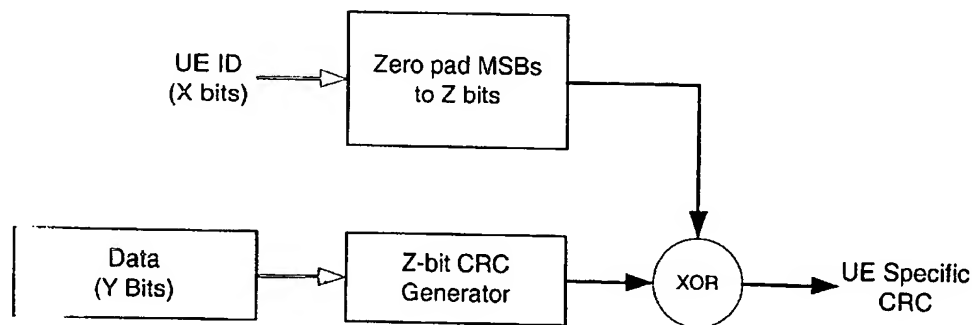 UE ID
(X bits)
Zero pad MSBs
to Z bits
Data
(Y Bits)
Z-bit CRC
Generator
XOR
UE Specific
CRC